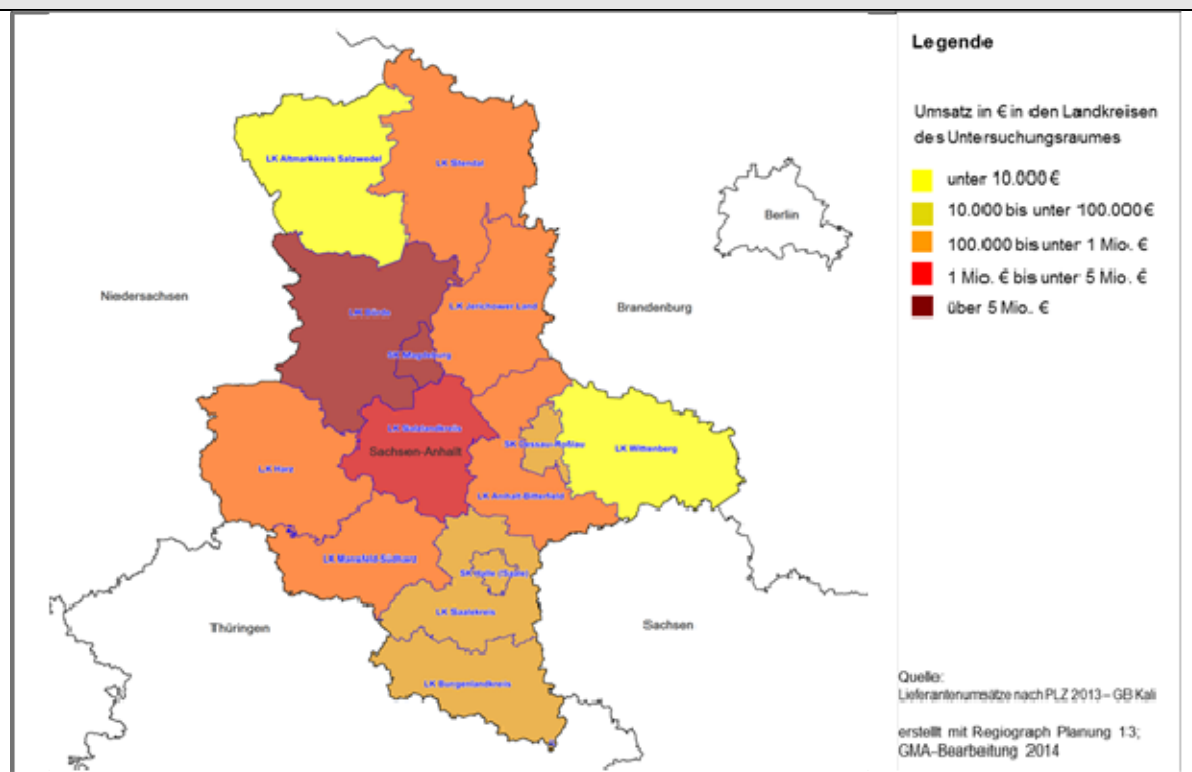 Legende
Umsatz in € in den Landkreisen
des Untersuchungsraumes
unter 10.000 €
10.000 bis unter 100.000 €
100.000 bis unter 1 Mio. €
1 Mio. € bis unter 5 Mio. €
über 5 Mio. €
LK Altmarkkreis Salzwedel
LK Stendal
Berlin
Niedersachsen
LK Börde
LK Jerichower Land
Brandenburg
SK Magdeburg
LK Salzlandkreis
Sachsen-Anhalt
SK Dessau-Roßlau
LK Wittenberg
LK Harz
LK Anhalt-Bitterfeld
LK Mansfeld-Südharz
SK Halle (Saale)
LK Saalekreis
Thüringen
Sachsen
LK Burgenlandkreis
Quelle:
Lieferantenumsätze nach PLZ 2013 – GB Kali
erstellt mit Regiograph Planung 13;
GMA-Bearbeitung 2014